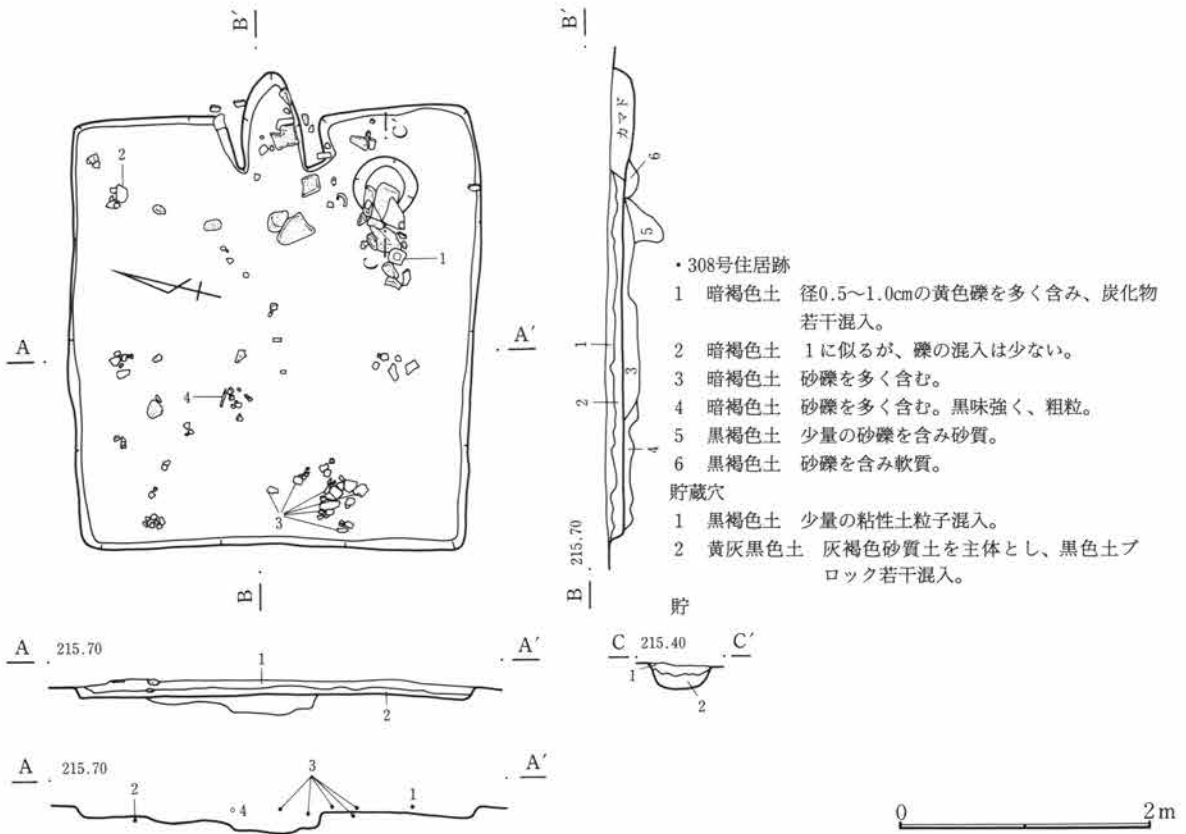 B′
B′
カマド
2
6
C′
5
C
1
・308号住居跡
1 暗褐色土 径0.5～1.0cmの黄色礫を多く含み、炭化物
若干混入。
2 暗褐色土 1に似るが、礫の混入は少ない。
3 暗褐色土 砂礫を多く含む。
4 暗褐色土 砂礫を多く含む。黒味強く、粗粒。
5 黒褐色土 少量の砂礫を含み砂質。
6 黒褐色土 砂礫を含み軟質。
貯蔵穴
1 黒褐色土 少量の粘性土粒子混入。
2 黄灰黒色土 灰褐色砂質土を主体とし、黒色土ブ
ロック若干混入。
A
A′
1
3
2
4
4
3
215.70
B
B
貯
A 215.70
A′
1
2
C 215.40 C′
1
2
A 215.70
A′
2
4
3
1
0
2m